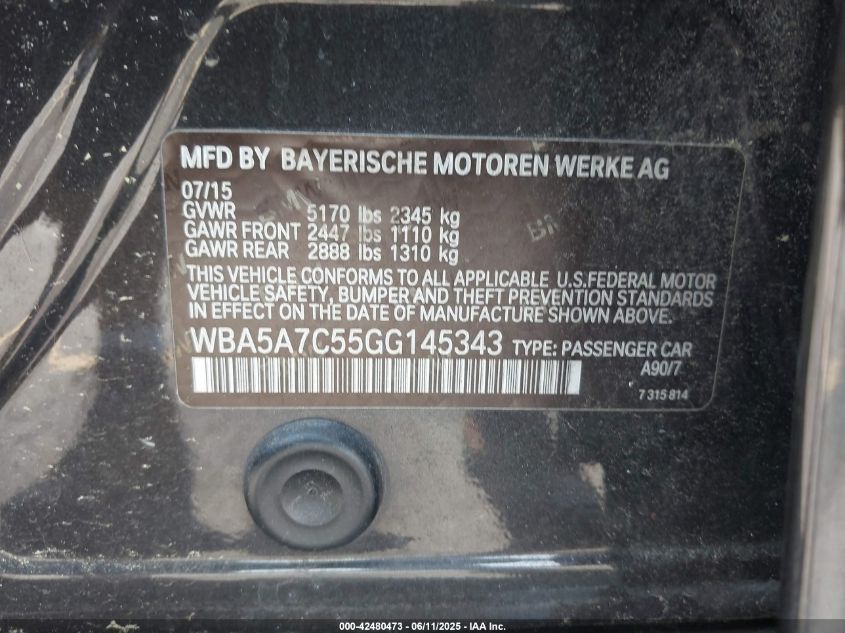 MFD BY BAYERISCHE MOTOREN WERKE AG
07/15
GVWR 5170 lbs 2345 kg
GAWR FRONT 2447 lbs 1110 kg
GAWR REAR 2888 lbs 1310 kg
THIS VEHICLE CONFORMS TO ALL APPLICABLE U.S.FEDERAL MOTOR
VEHICLE SAFETY, BUMPER AND THEFT PREVENTION STANDARDS
IN EFFECT ON THE DATE OF MANUFACTURE SHOWN ABOVE.
WBA5A7C55GG145343 TYPE: PASSENGER CAR
A90/7
7 315 814
000-42480473 - 06/11/2025 - IAA Inc.